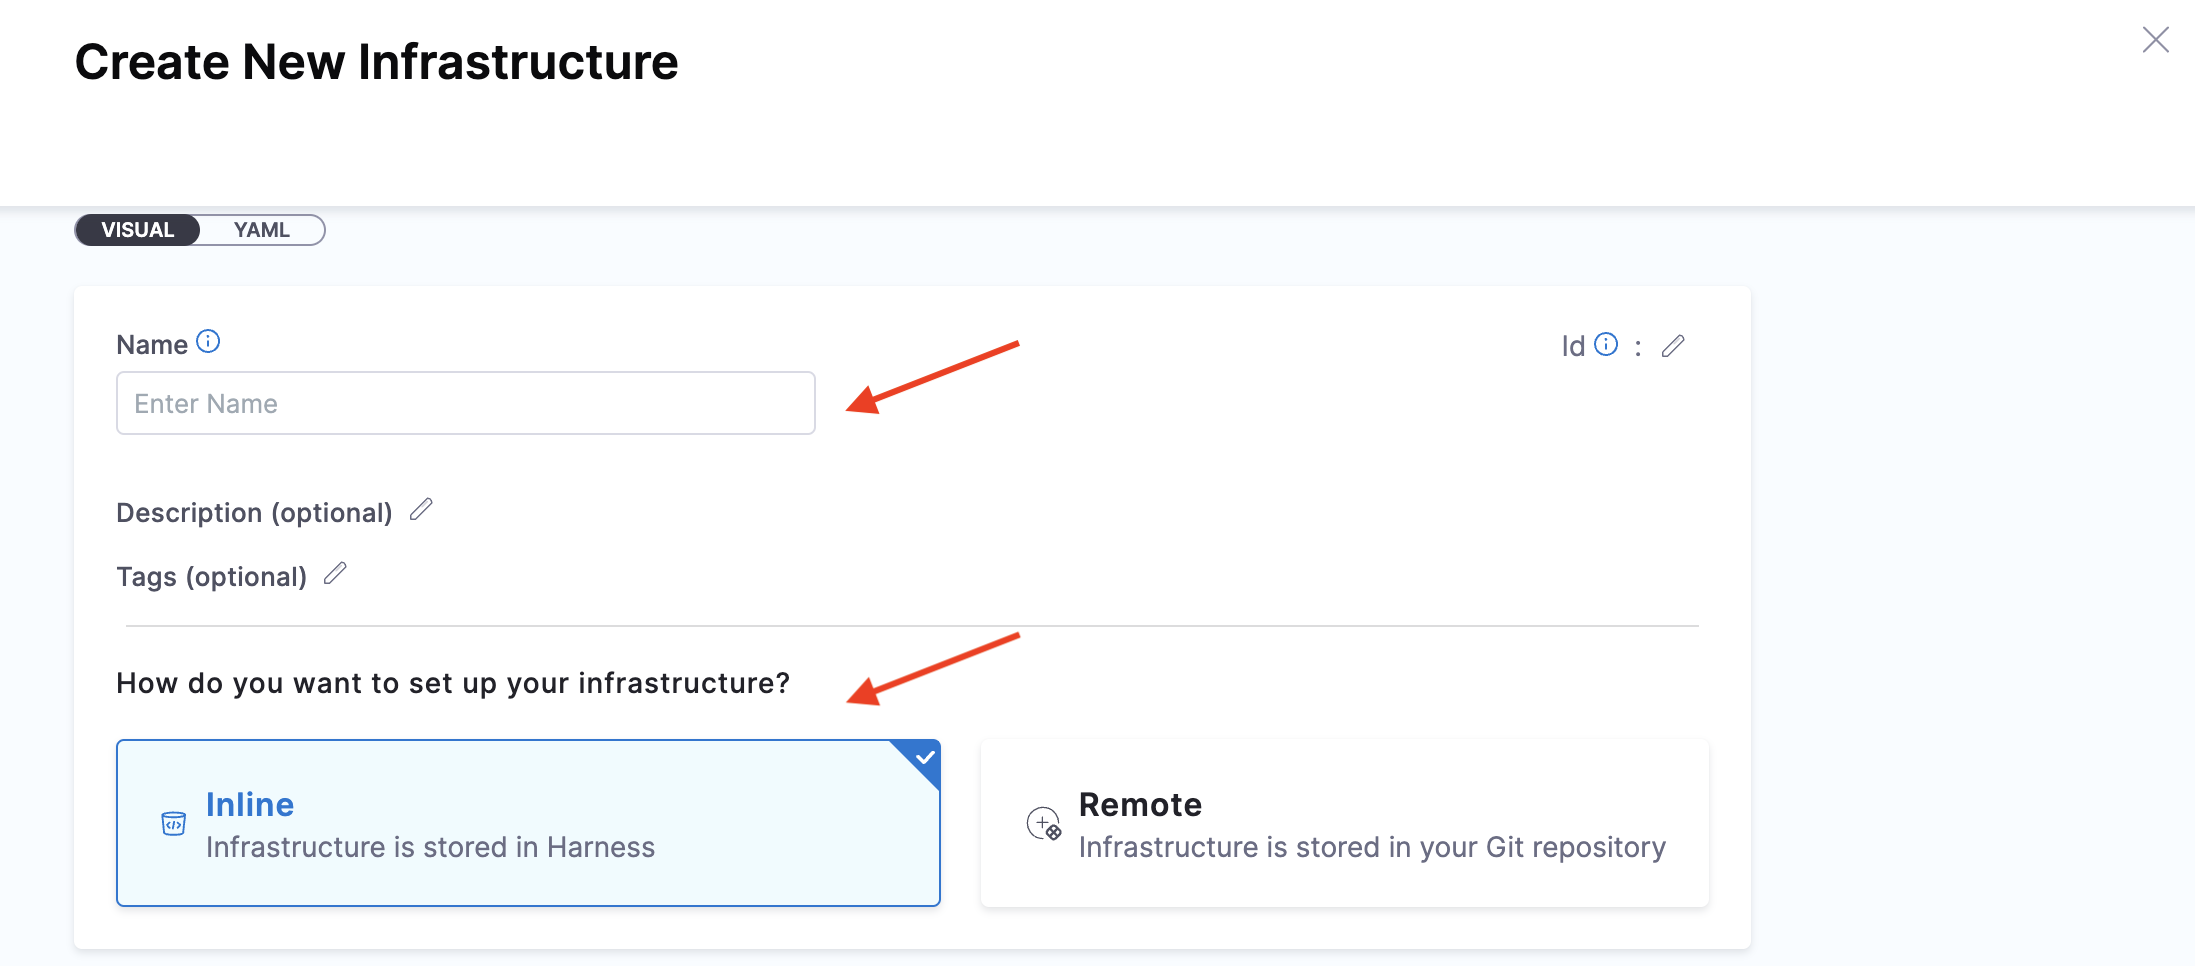 Create New Infrastructure
VISUAL YAML
Name Id :
Enter Name
Description (optional)
Tags (optional)
How do you want to set up your infrastructure?
Inline
Infrastructure is stored in Harness
Remote
Infrastructure is stored in your Git repository